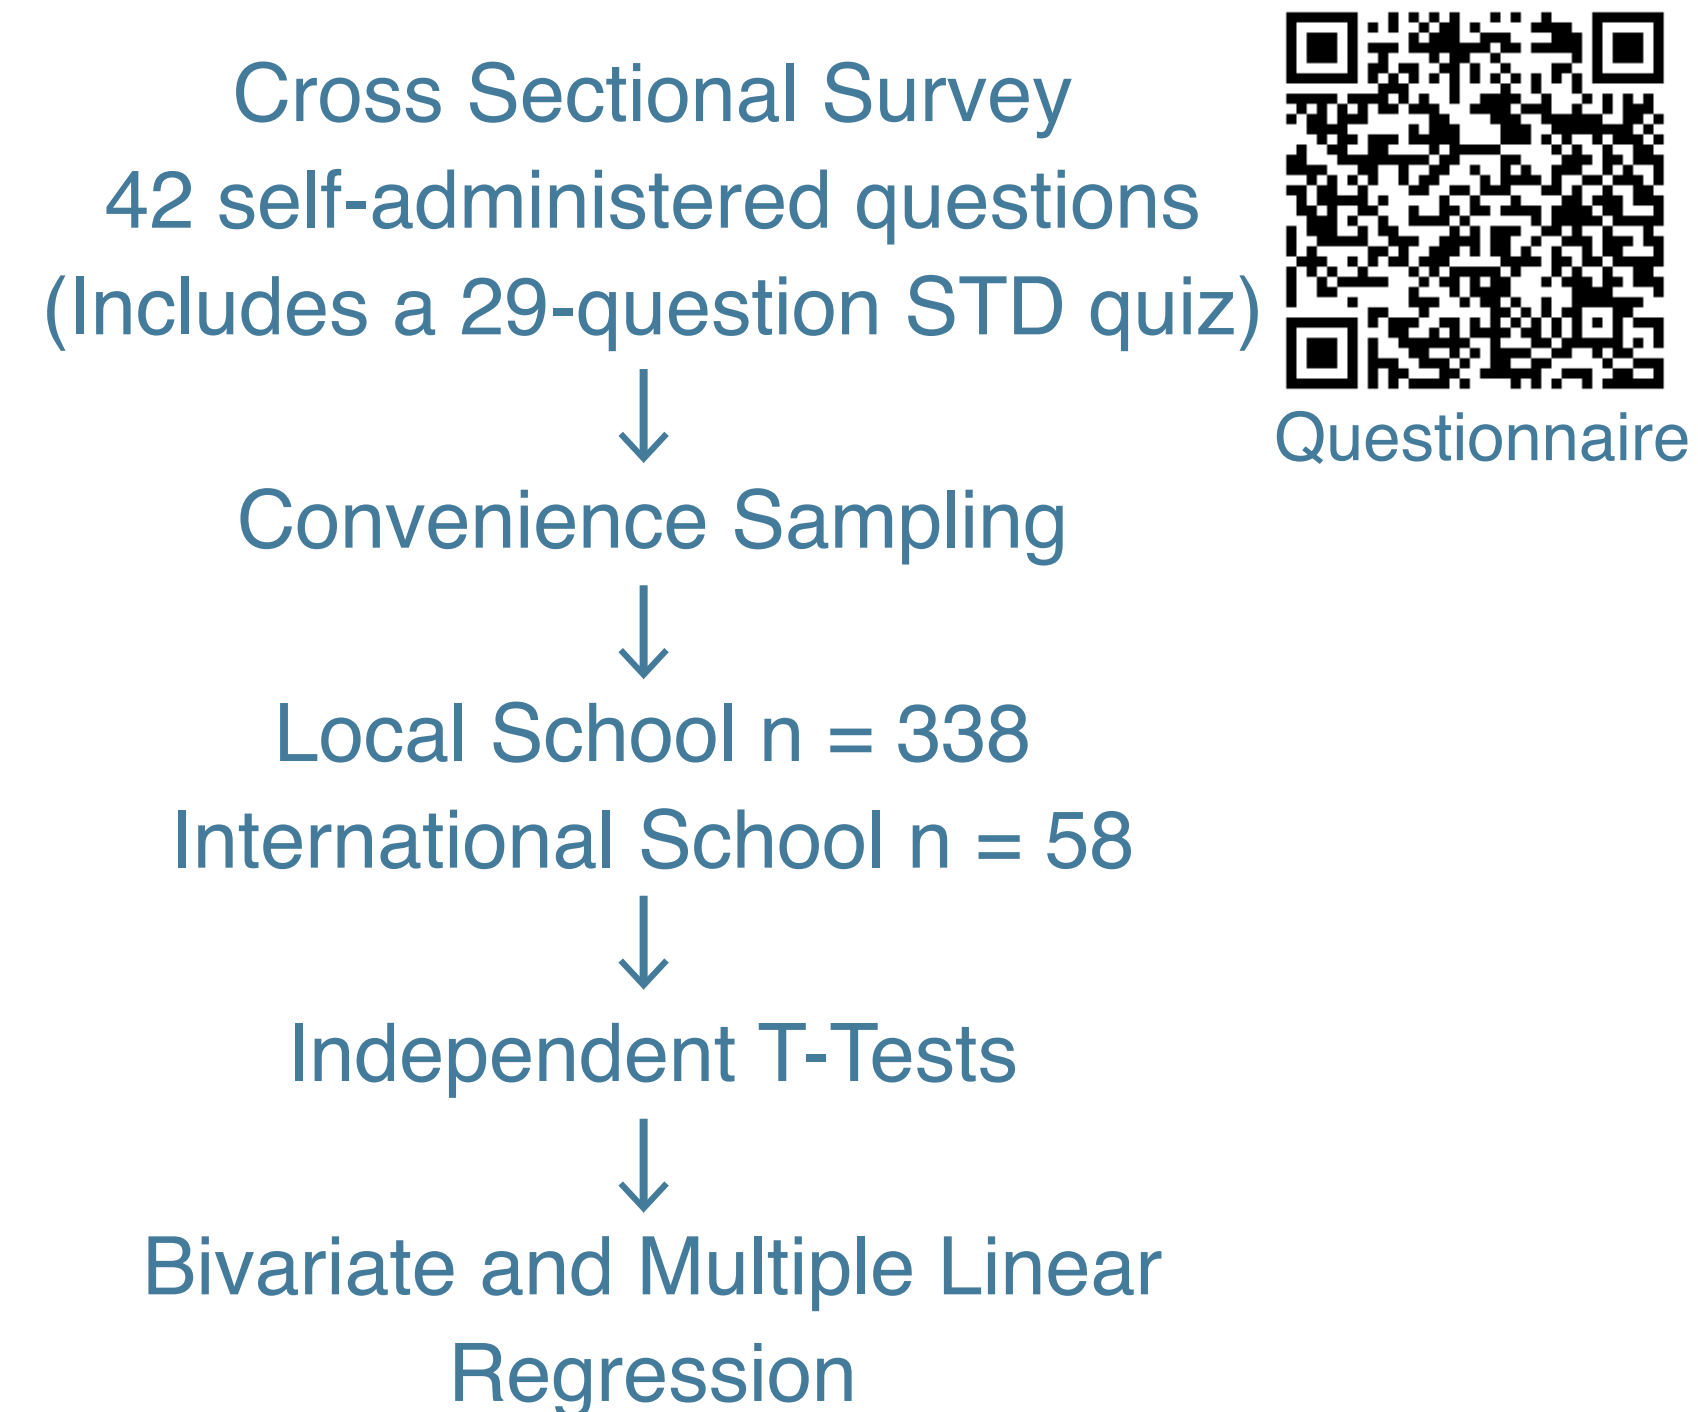 Cross Sectional Survey
42 self-administered questions
(Includes a 29-question STD quiz)
Questionnaire
Convenience Sampling
Local School n = 338
International School n = 58
Independent T-Tests
Bivariate and Multiple Linear
Regression